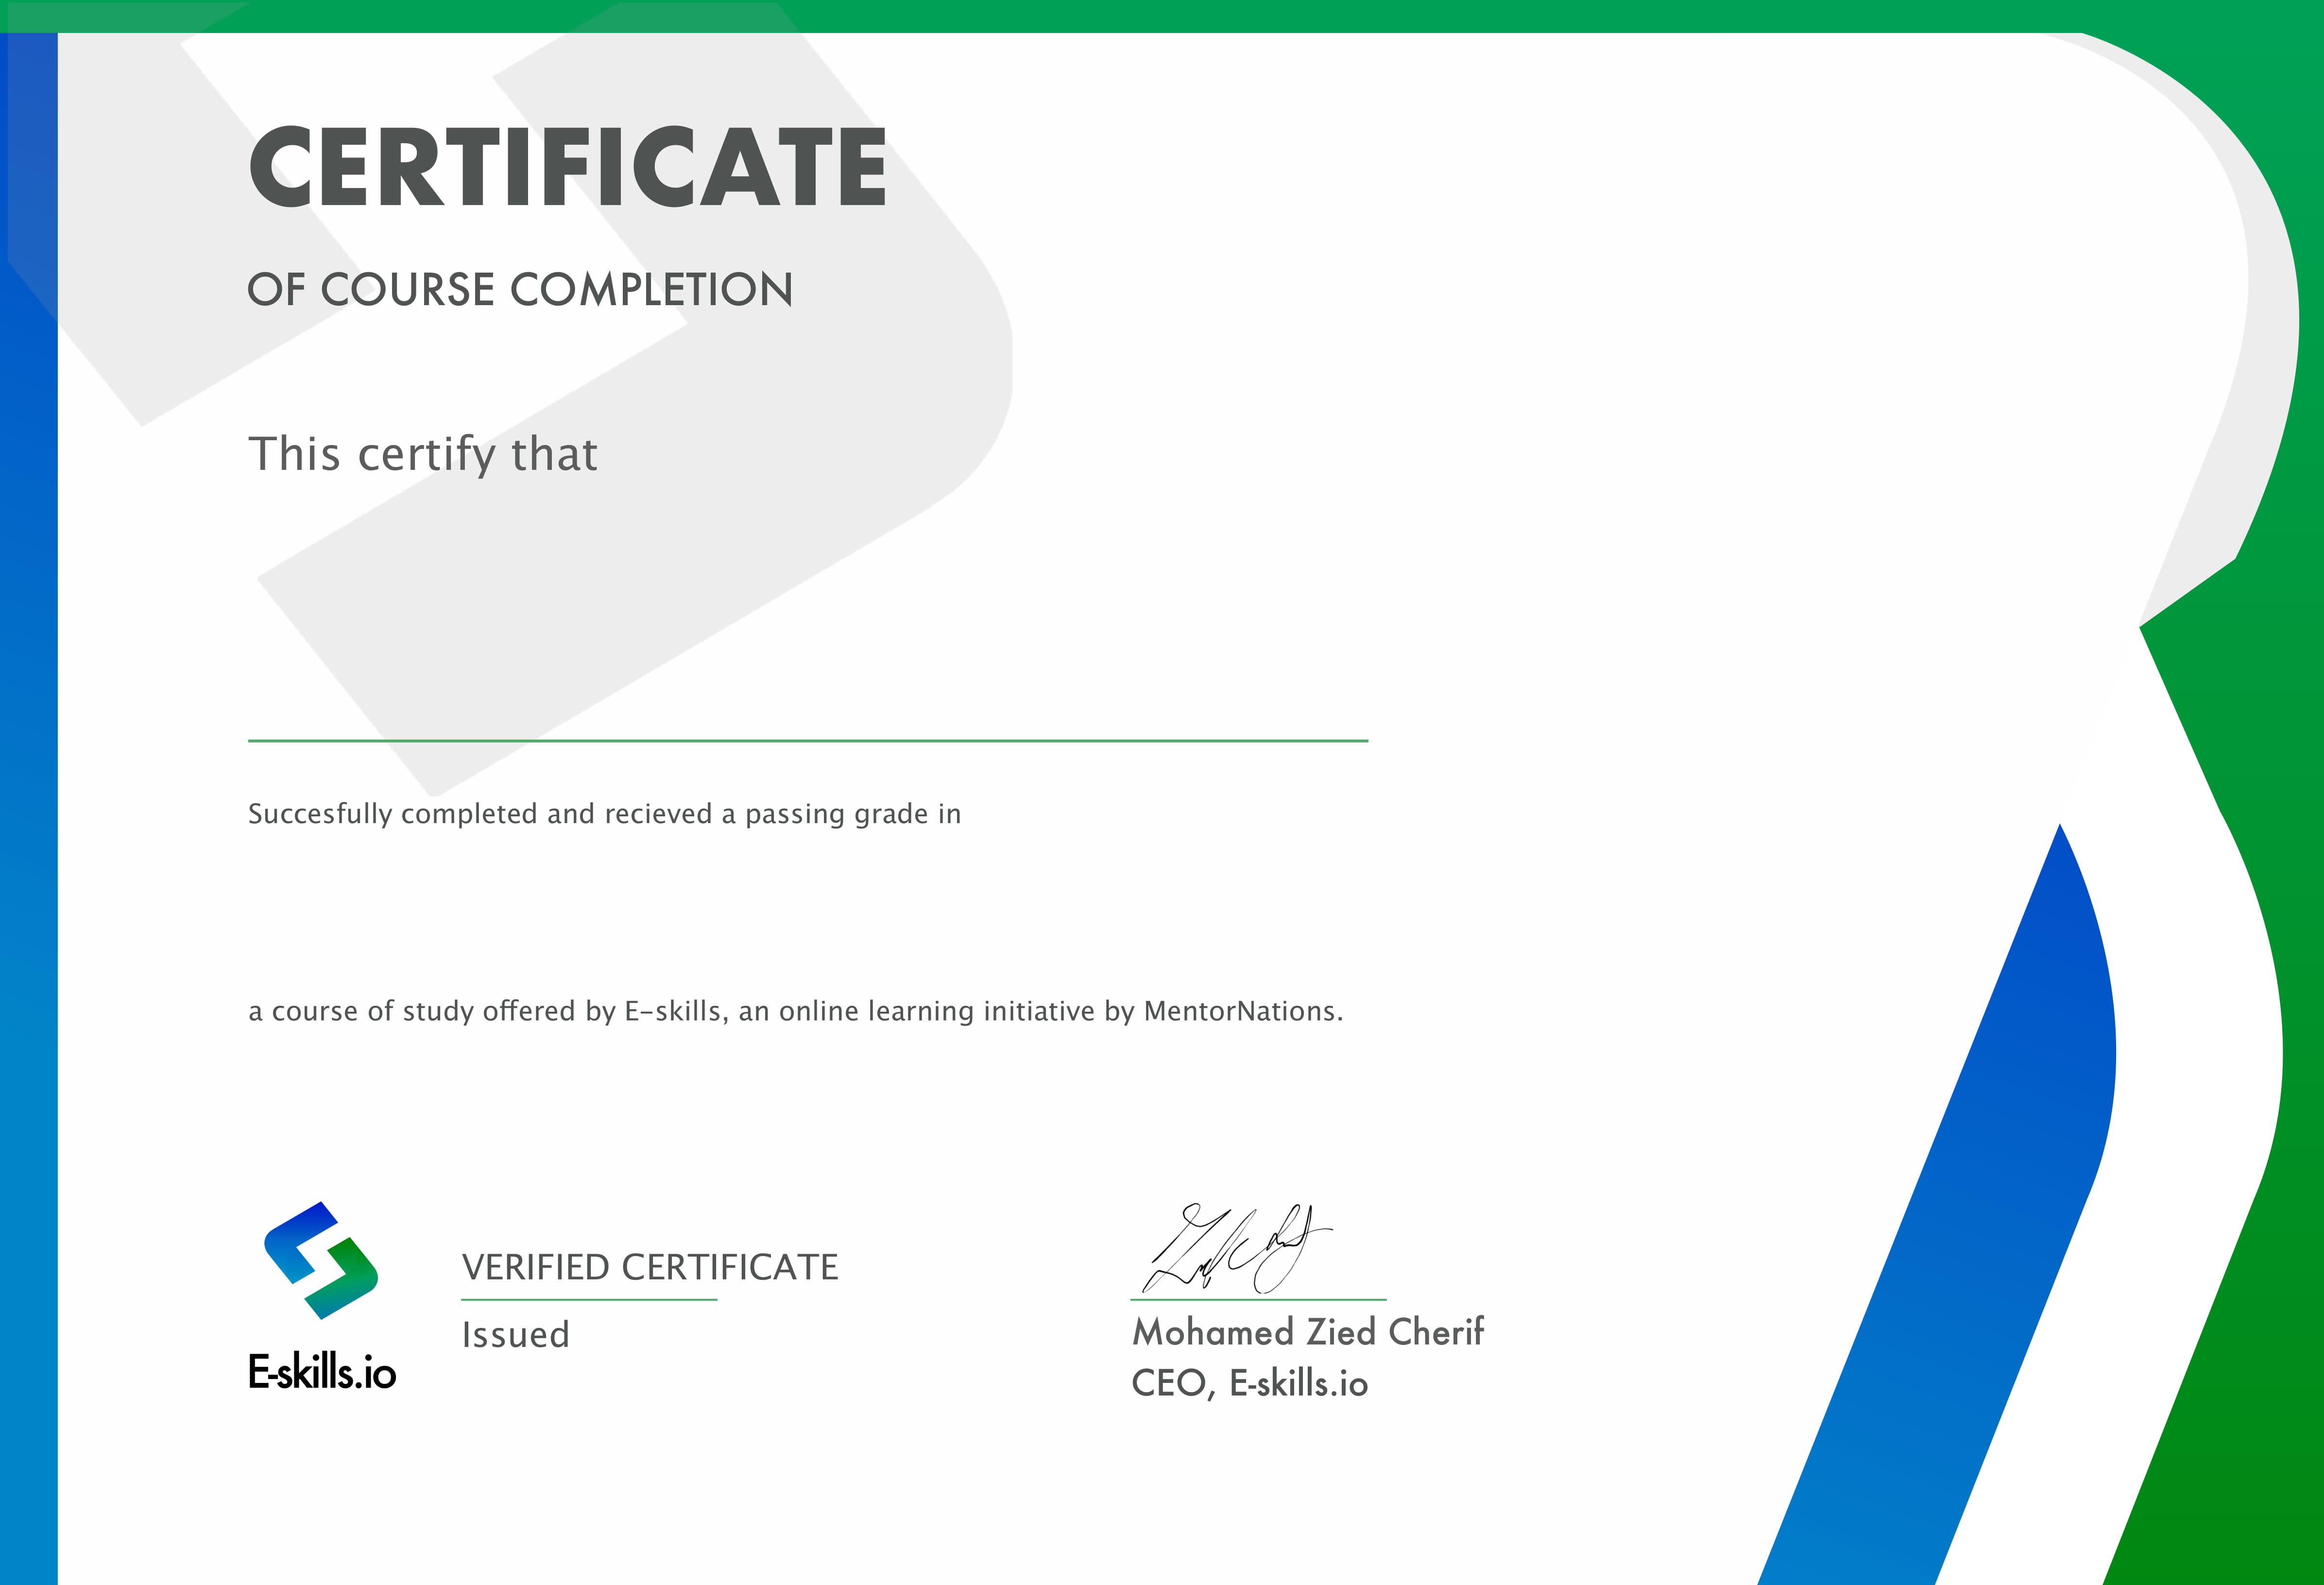 CERTIFICATE
OF COURSE COMPLETION
This certify that
Succesfully completed and recieved a passing grade in
a course of study offered by E-skills, an online learning initiative by MentorNations.
E-skills.io
VERIFIED CERTIFICATE
Issued
Mohamed Zied Cherif
CEO, E-skills.io